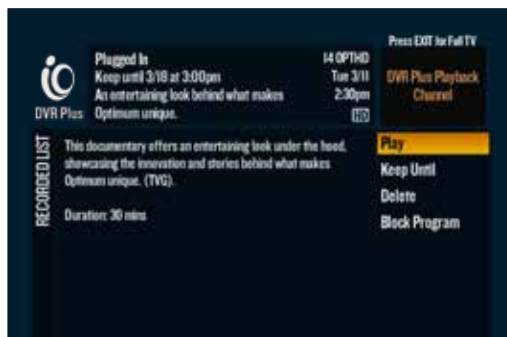 Press EXIT for Full TV
iO
DVR Plus
Plugged In
Keep until 3/18 at 3:00pm
An entertaining look behind what makes
Optimum unique.
14 OPTHD
Tue 3/11
2:30pm
HD
DVR Plus Playback
Channel
RECORDED LIST
This documentary offers an entertaining look under the hood,
showcasing the innovation and stories behind what makes
Optimum unique. (TVG).
Duration: 30 mins
Play
Keep Until
Delete
Block Program